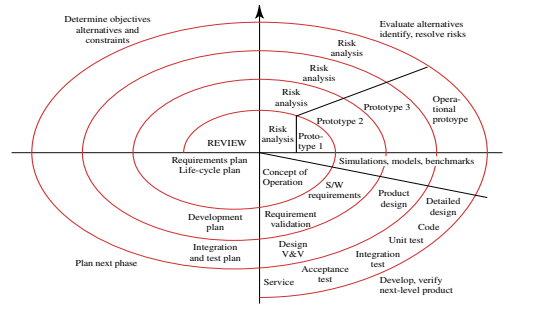 Determine objectives
alternatives and
constraints
Evaluate alternatives
identify, resolve risks
Risk
analysis
Risk
analysis
Risk
analysis
Risk
analysis
Proto-
type 1
Prototype 2
Prototype 3
Opera-
tional
protoype
REVIEW
Requirements plan
Life-cycle plan
Simulations, models, benchmarks
Concept of
Operation
S/W
requirements
Product
design
Detailed
design
Development
plan
Requirement
validation
Code
Unit test
Integration
and test plan
Design
V&V
Integration
test
Plan next phase
Acceptance
test
Service
Develop, verify
next-level product